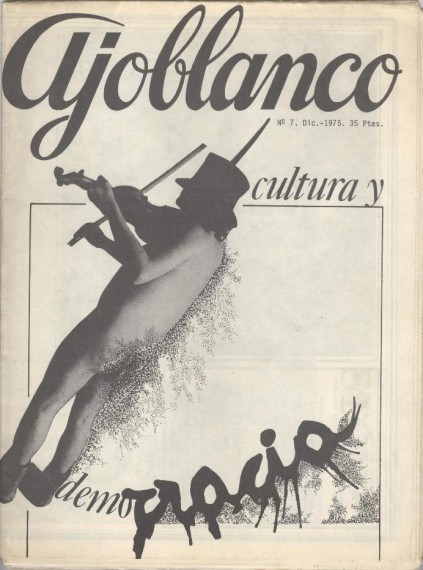 Ajoblanco
Nº 7. Dic.-1975. 35 Ptas.
cultura y
democracia